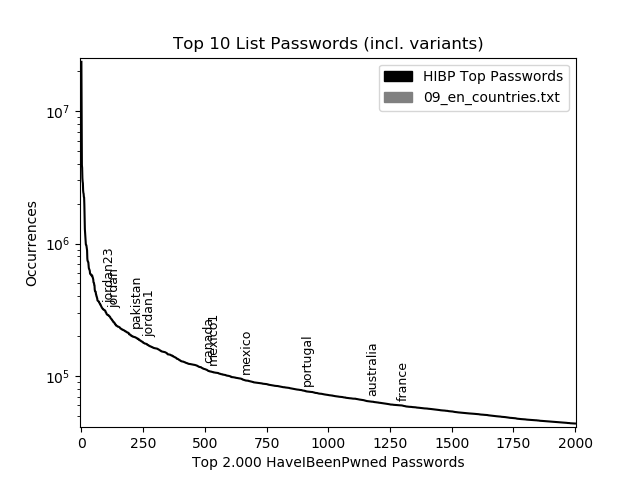 Top 10 List Passwords (incl. variants)
HIBP Top Passwords
09_en_countries.txt
Occurrences
10^7
10^6
10^5
jordan23
jordan
pakistan
jordan1
canada
mexico1
mexico
portugal
australia
france
0
250
500
750
1000
1250
1500
1750
2000
Top 2.000 HaveIBeenPwned Passwords